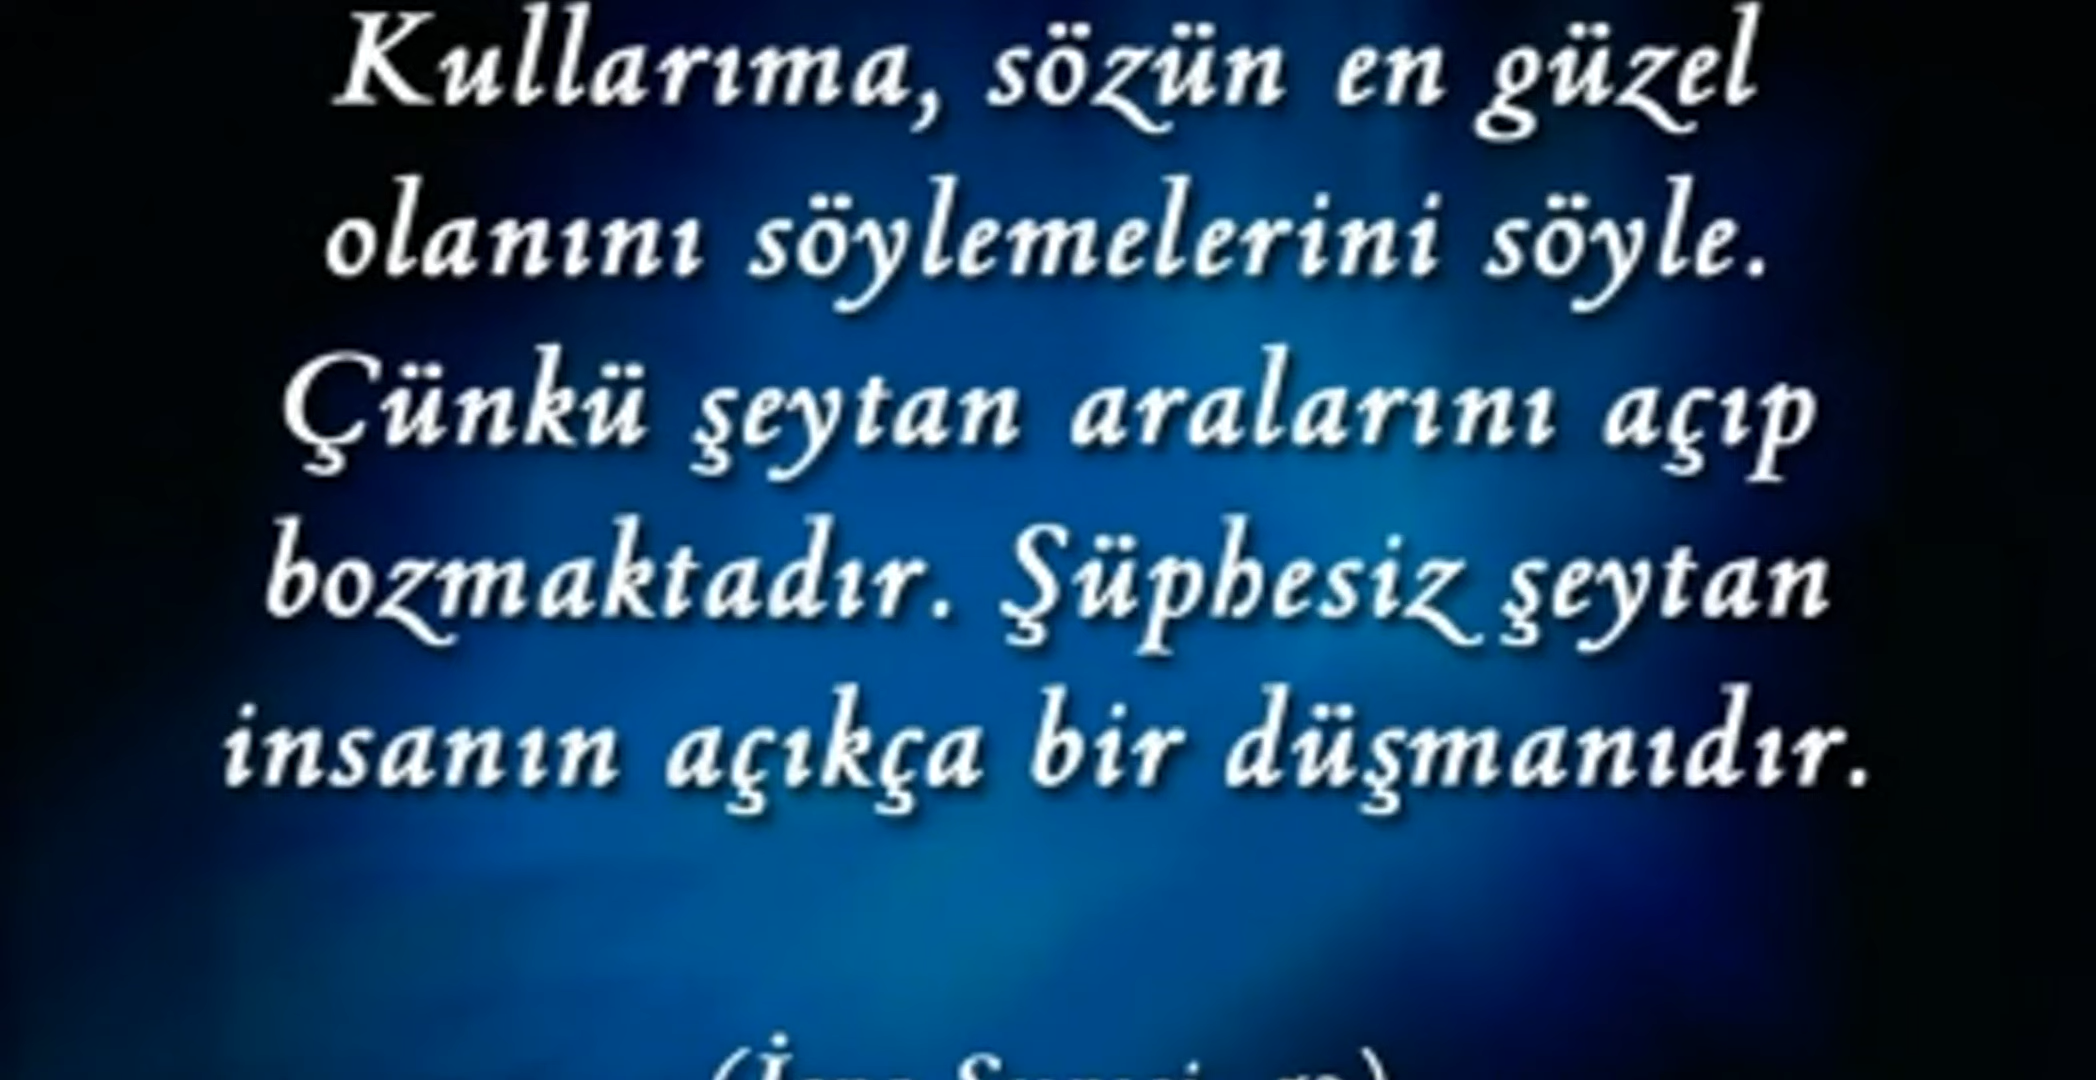 Kullarıma, sözün en güzel
olanını söylemelerini söyle.
Çünkü şeytan aralarını açıp
bozmaktadır. Şüphesiz şeytan
insanın açıkça bir düşmanıdır.